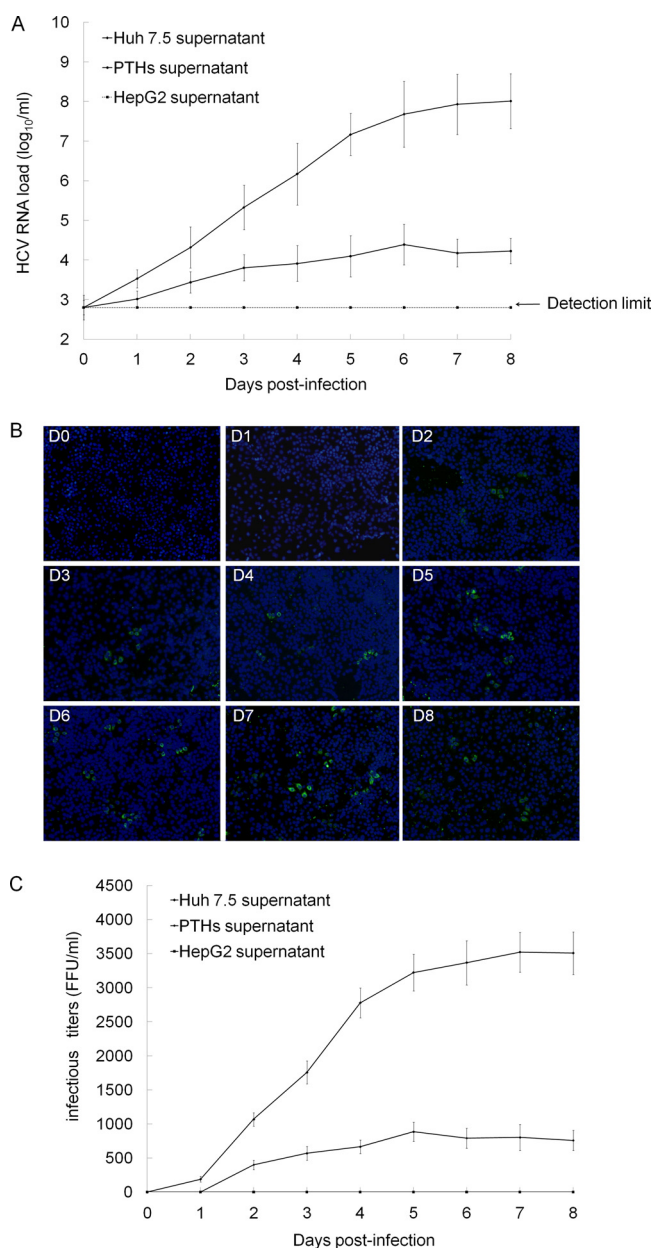 A
Huh 7.5 supernatant
PTHs supernatant
HepG2 supernatant
HCV RNA load (log10/ml)
10
9
8
7
6
5
4
3
2
Detection limit
0 1 2 3 4 5 6 7 8
Days post-infection
B
D0 D1 D2
D3 D4 D5
D6 D7 D8
C
Huh 7.5 supernatant
PTHs supernatant
HepG2 supernatant
infectious titers (FFU/ml)
4500
4000
3500
3000
2500
2000
1500
1000
500
0
0 1 2 3 4 5 6 7 8
Days post-infection